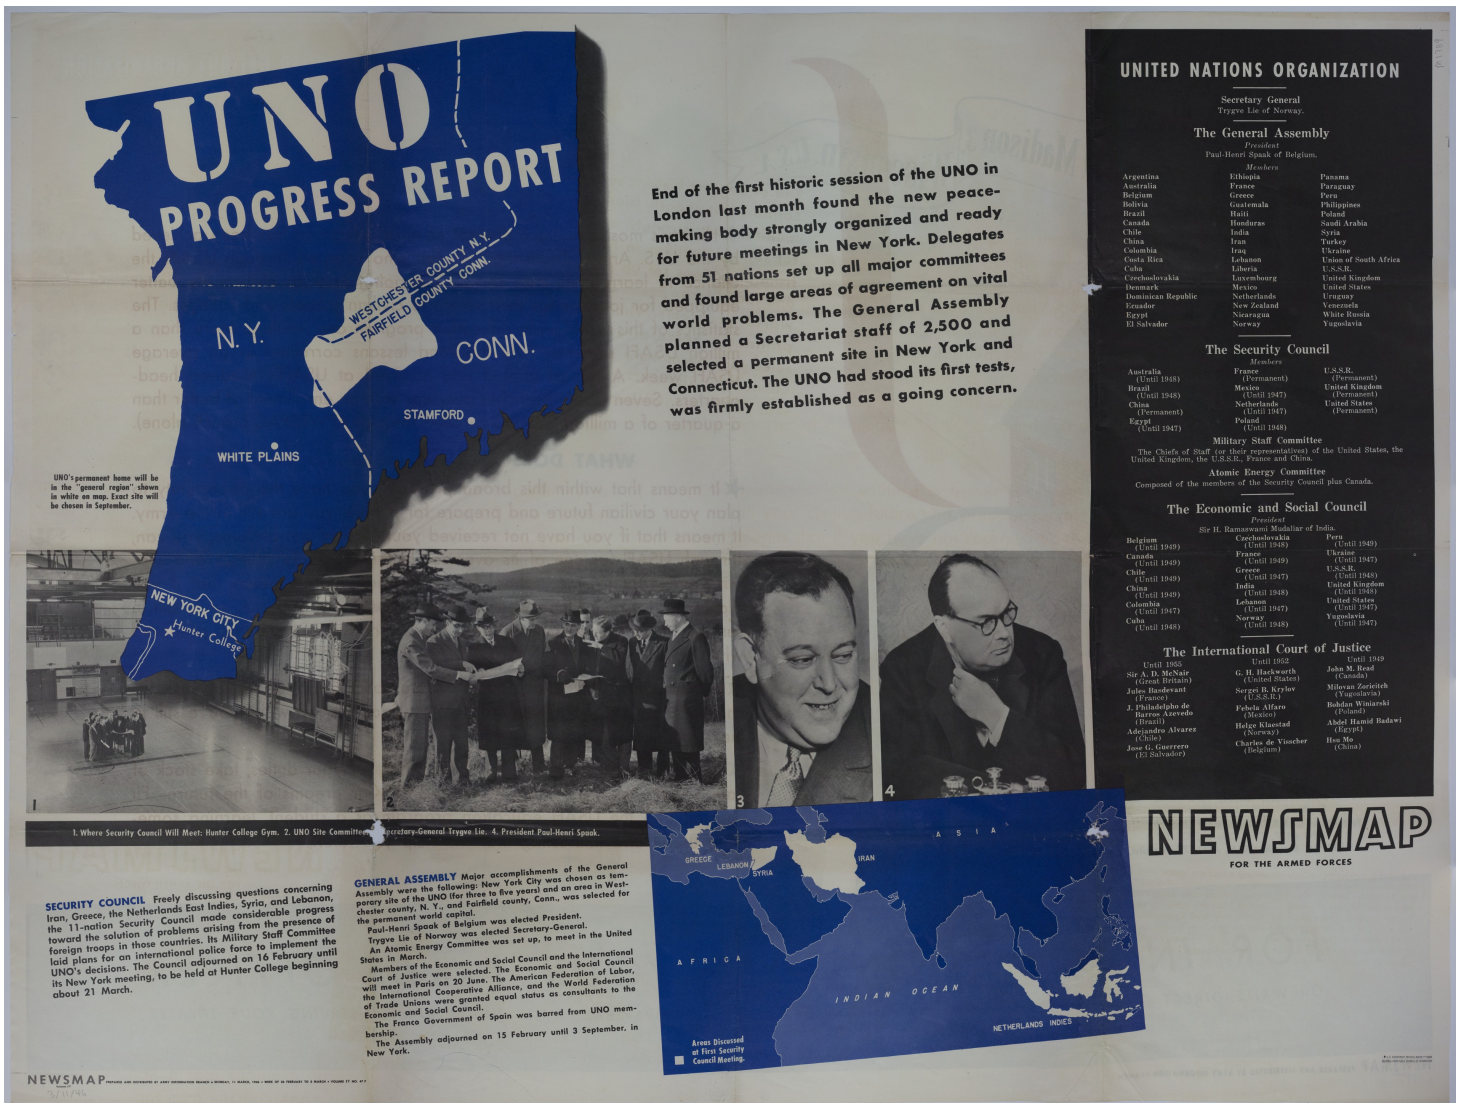 UNO
PROGRESS REPORT
WESTCHESTER COUNTY N.Y.
FAIRFIELD COUNTY CONN.
N.Y.
CONN.
STAMFORD
WHITE PLAINS
NEW YORK CITY
Hunter College
UNO's permanent home will be
in the "general region" shown
in white on map. Exact site will
be chosen in September.
End of the first historic session of the UNO in
London last month found the new peace-
making body strongly organized and ready
for future meetings in New York. Delegates
from 51 nations set up all major committees
and found large areas of agreement on vital
world problems. The General Assembly
planned a Secretariat staff of 2,500 and
selected a permanent site in New York and
Connecticut. The UNO had stood its first tests,
was firmly established as a going concern.
1
2
3
4
1. Where Security Council Will Meet: Hunter College Gym. 2. UNO Site Committee. Secretary-General Trygve Lie. 4. President Paul-Henri Spaak.
SECURITY COUNCIL Freely discussing questions concerning
Iran, Greece, the Netherlands East Indies, Syria, and Lebanon,
the 11-nation Security Council made considerable progress
toward the solution of problems arising from the presence of
foreign troops in those countries. Its Military Staff Committee
laid plans for an international police force to implement the
UNO's decisions. The Council adjourned on 16 February until
its New York meeting, to be held at Hunter College beginning
about 21 March.
GENERAL ASSEMBLY Major accomplishments of the General
Assembly were the following: New York City was chosen as tem-
porary site of the UNO (for three to five years) and an area in West-
chester county, N. Y., and Fairfield county, Conn., was selected for
the permanent world capital.
Paul-Henri Spaak of Belgium was elected President.
Trygve Lie of Norway was elected Secretary-General.
An Atomic Energy Committee was set up, to meet in the United
States in March.
Members of the Economic and Social Council and the International
Court of Justice were selected. The Economic and Social Council
will meet in Paris on 20 June. The American Federation of Labor,
the International Cooperative Alliance, and the World Federation
of Trade Unions were granted equal status as consultants to the
Economic and Social Council.
The Franco Government of Spain was barred from UNO mem-
bership.
The Assembly adjourned on 15 February until 3 September, in
New York.
GREECE
LEBANON
SYRIA
IRAN
ASIA
AFRICA
INDIAN OCEAN
NETHERLANDS INDIES
Areas Discussed
at First Security
Council Meeting.
UNITED NATIONS ORGANIZATION
Secretary General
Trygve Lie of Norway.
The General Assembly
President
Paul-Henri Spaak of Belgium.
Members
Argentina Ethiopia Panama
Australia France Paraguay
Belgium Greece Peru
Bolivia Guatemala Philippines
Brazil Haiti Poland
Canada Honduras Saudi Arabia
Chile India Syria
China Iran Turkey
Colombia Iraq Ukraine
Costa Rica Lebanon Union of South Africa
Cuba Liberia U.S.S.R.
Czechoslovakia Luxembourg United Kingdom
Denmark Mexico United States
Dominican Republic Netherlands Uruguay
Ecuador New Zealand Venezuela
Egypt Nicaragua White Russia
El Salvador Norway Yugoslavia
The Security Council
Members
Australia France U.S.S.R.
(Until 1948) (Permanent) (Permanent)
Brazil Mexico United Kingdom
(Until 1948) (Until 1947) (Permanent)
China Netherlands United States
(Permanent) (Until 1947) (Permanent)
Egypt Poland
(Until 1947) (Until 1948)
Military Staff Committee
The Chiefs of Staff (or their representatives) of the United States, the
United Kingdom, the U.S.S.R., France and China.
Atomic Energy Committee
Composed of the members of the Security Council plus Canada.
The Economic and Social Council
President
Sir H. Ramaswami Mudaliar of India.
Belgium Czechoslovakia Peru
(Until 1949) (Until 1948) (Until 1949)
Canada France Ukraine
(Until 1949) (Until 1949) (Until 1947)
Chile Greece U.S.S.R.
(Until 1949) (Until 1947) (Until 1948)
China India United Kingdom
(Until 1949) (Until 1948) (Until 1948)
Colombia Lebanon United States
(Until 1947) (Until 1947) (Until 1947)
Cuba Norway Yugoslavia
(Until 1948) (Until 1948) (Until 1947)
The International Court of Justice
Until 1955 Until 1952 Until 1949
Sir A. D. McNair G. H. Hackworth John M. Read
(Great Britain) (United States) (Canada)
Jules Basdevant Sergei B. Krylov Milovan Zoricitch
(France) (U.S.S.R.) (Yugoslavia)
J. Philadelpho de Febela Alfaro Bohdan Winiarski
Barros Azevedo (Mexico) (Poland)
(Brazil) Helge Klaestad Abdel Hamid Badawi
Adejandro Alvarez (Norway) (Egypt)
(Chile) Charles de Visscher Hsu Mo
Jose G. Guerrero (Belgium) (China)
(El Salvador)
NEWSMAP
FOR THE ARMED FORCES
NEWSMAP PREPARED AND DISTRIBUTED BY ARMY INFORMATION BRANCH • MONDAY, 11 MARCH, 1946 • WEEK OF 26 FEBRUARY TO 5 MARCH • VOLUME IV NO. 47 F
3/11/46